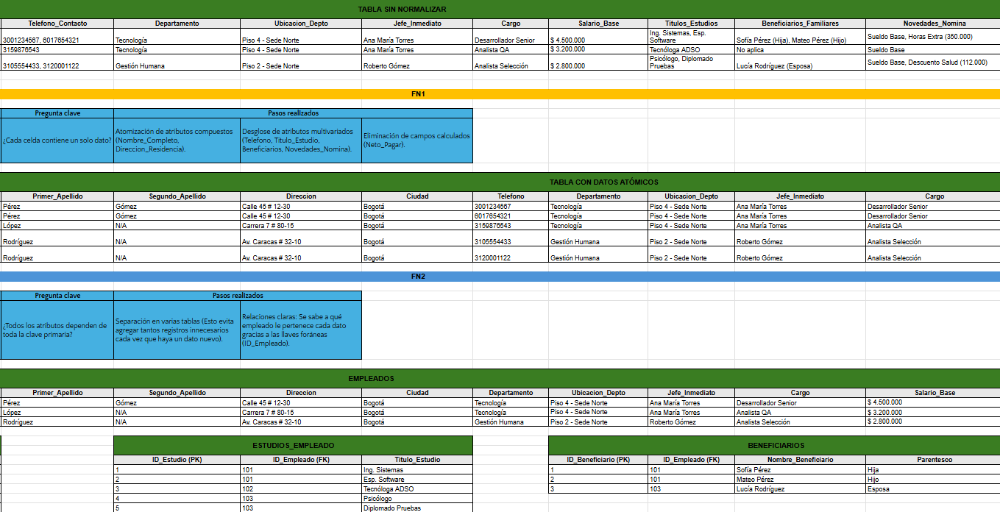 TABLA SIN NORMALIZAR
Telefono_Contacto Departamento Ubicacion_Depto Jefe_Inmediato Cargo Salario_Base Titulos_Estudios Beneficiarios_Familiares Novedades_Nomina
3001234567, 6017654321 Tecnología Piso 4 - Sede Norte Ana María Torres Desarrollador Senior $ 4.500.000 Ing. Sistemas, Esp. Software Sofía Pérez (Hija), Mateo Pérez (Hijo) Sueldo Base, Horas Extra (350.000)
3159876543 Tecnología Piso 4 - Sede Norte Ana María Torres Analista QA $ 3.200.000 Tecnóloga ADSO No aplica Sueldo Base
3105554433, 3120001122 Gestión Humana Piso 2 - Sede Norte Roberto Gómez Analista Selección $ 2.800.000 Psicólogo, Diplomado Pruebas Lucía Rodríguez (Esposa) Sueldo Base, Descuento Salud (112.000)
FN1
Pregunta clave Pasos realizados
¿Cada celda contiene un solo dato? Atomización de atributos compuestos (Nombre_Completo, Direccion_Residencia). Desglose de atributos multivariados (Telefono, Titulo_Estudio, Beneficiarios, Novedades_Nomina). Eliminación de campos calculados (Neto_Pagar).
TABLA CON DATOS ATÓMICOS
Primer_Apellido Segundo_Apellido Direccion Ciudad Telefono Departamento Ubicacion_Depto Jefe_Inmediato Cargo
Pérez Gómez Calle 45 # 12-30 Bogotá 3001234567 Tecnología Piso 4 - Sede Norte Ana María Torres Desarrollador Senior
Pérez Gómez Calle 45 # 12-30 Bogotá 6017654321 Tecnología Piso 4 - Sede Norte Ana María Torres Desarrollador Senior
López N/A Carrera 7 # 80-15 Bogotá 3159876543 Tecnología Piso 4 - Sede Norte Ana María Torres Analista QA
Rodríguez N/A Av. Caracas # 32-10 Bogotá 3105554433 Gestión Humana Piso 2 - Sede Norte Roberto Gómez Analista Selección
Rodríguez N/A Av. Caracas # 32-10 Bogotá 3120001122 Gestión Humana Piso 2 - Sede Norte Roberto Gómez Analista Selección
FN2
Pregunta clave Pasos realizados
¿Todos los atributos dependen de toda la clave primaria? Separación en varias tablas (Esto evita agregar tantos registros innecesarios cada vez que haya un dato nuevo). Relaciones claras: Se sabe a qué empleado le pertenece cada dato gracias a las llaves foráneas (ID_Empleado).
EMPLEADOS
Primer_Apellido Segundo_Apellido Direccion Ciudad Departamento Ubicacion_Depto Jefe_Inmediato Cargo Salario_Base
Pérez Gómez Calle 45 # 12-30 Bogotá Tecnología Piso 4 - Sede Norte Ana María Torres Desarrollador Senior $ 4.500.000
López N/A Carrera 7 # 80-15 Bogotá Tecnología Piso 4 - Sede Norte Ana María Torres Analista QA $ 3.200.000
Rodríguez N/A Av. Caracas # 32-10 Bogotá Gestión Humana Piso 2 - Sede Norte Roberto Gómez Analista Selección $ 2.800.000
ESTUDIOS_EMPLEADO BENEFICIARIOS
ID_Estudio (PK) ID_Empleado (FK) Titulo_Estudio ID_Beneficiario (PK) ID_Empleado (FK) Nombre_Beneficiario Parentesco
1 101 Ing. Sistemas 1 101 Sofía Pérez Hija
2 101 Esp. Software 2 101 Mateo Pérez Hijo
3 102 Tecnóloga ADSO 3 103 Lucía Rodríguez Esposa
4 103 Psicólogo
5 103 Diplomado Pruebas